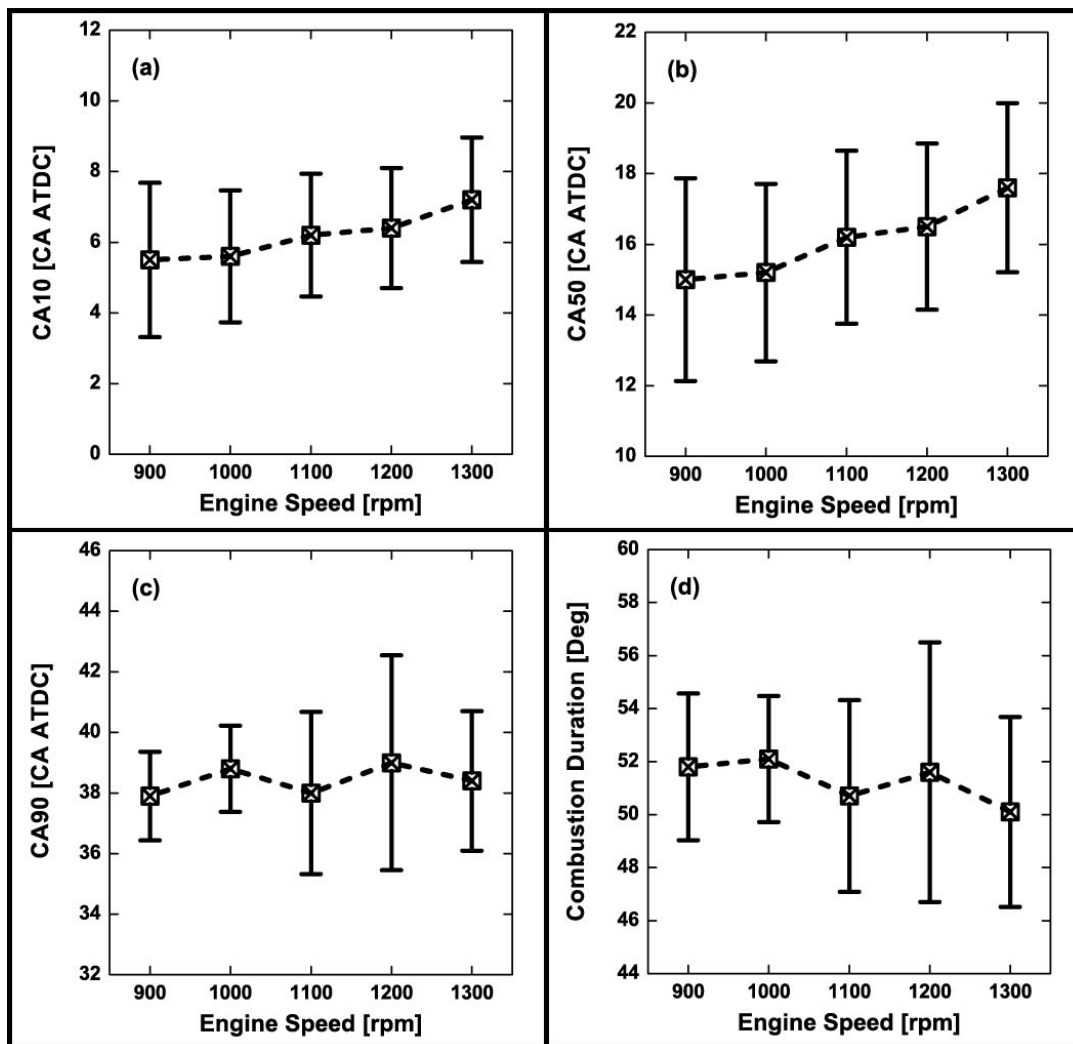 (a)
CA10 [CA ATDC]
12
10
8
6
4
2
0
900 1000 1100 1200 1300
Engine Speed [rpm]
(b)
CA50 [CA ATDC]
22
20
18
16
14
12
10
900 1000 1100 1200 1300
Engine Speed [rpm]
(c)
CA90 [CA ATDC]
46
44
42
40
38
36
34
32
900 1000 1100 1200 1300
Engine Speed [rpm]
(d)
Combustion Duration [Deg]
60
58
56
54
52
50
48
46
44
900 1000 1100 1200 1300
Engine Speed [rpm]